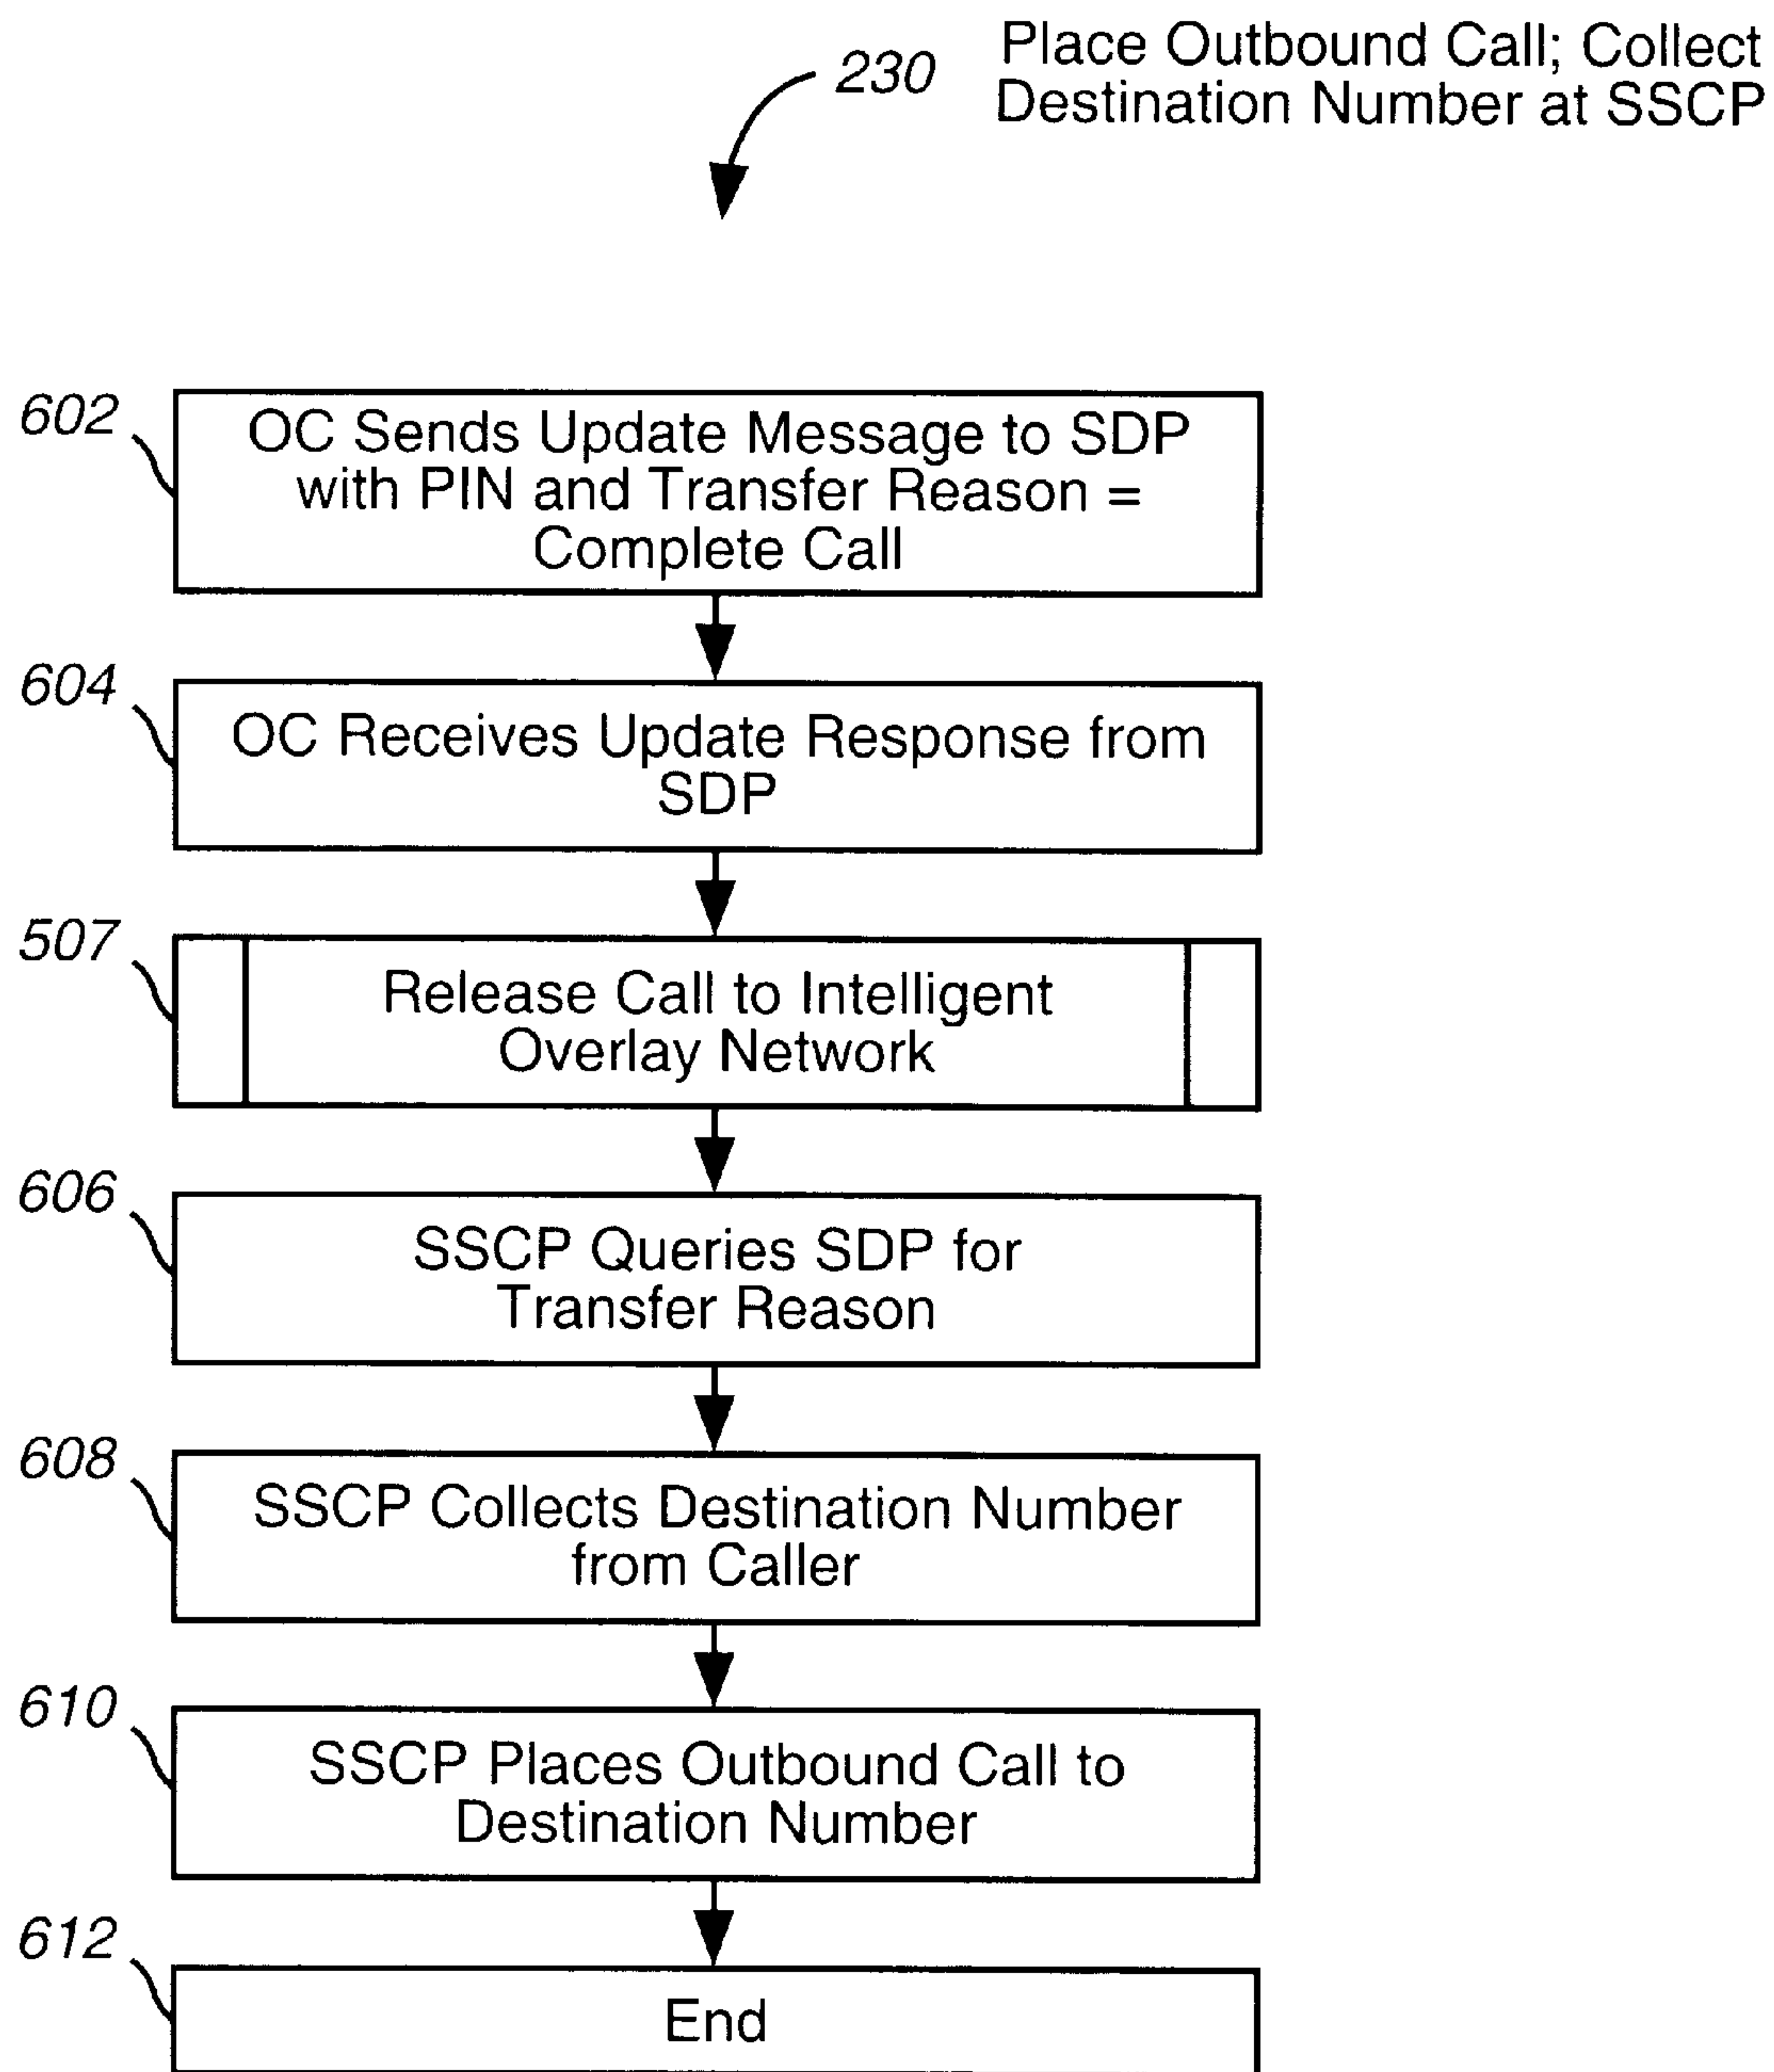 230
Place Outbound Call; Collect
Destination Number at SSCP
602
OC Sends Update Message to SDP
with PIN and Transfer Reason =
Complete Call
604
OC Receives Update Response from
SDP
507
Release Call to Intelligent
Overlay Network
606
SSCP Queries SDP for
Transfer Reason
608
SSCP Collects Destination Number
from Caller
610
SSCP Places Outbound Call to
Destination Number
612
End